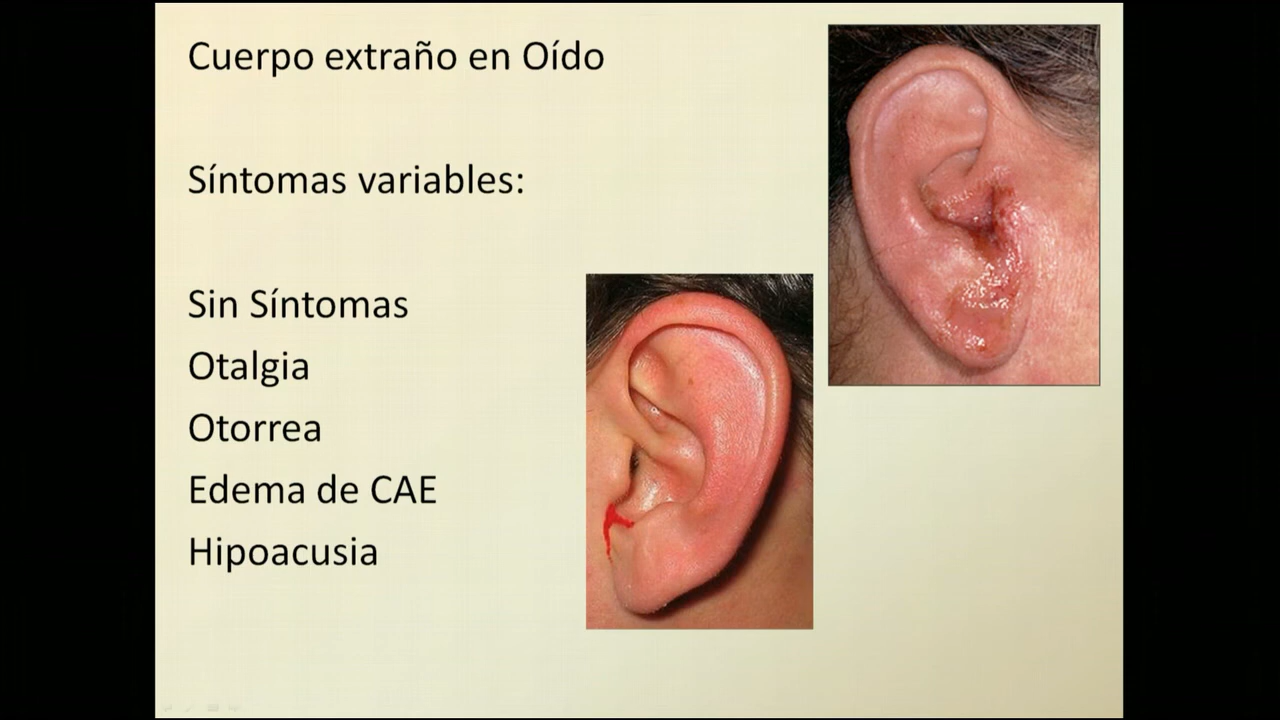 Cuerpo extraño en Oído
Síntomas variables:
Sin Síntomas
Otalgia
Otorrea
Edema de CAE
Hipoacusia